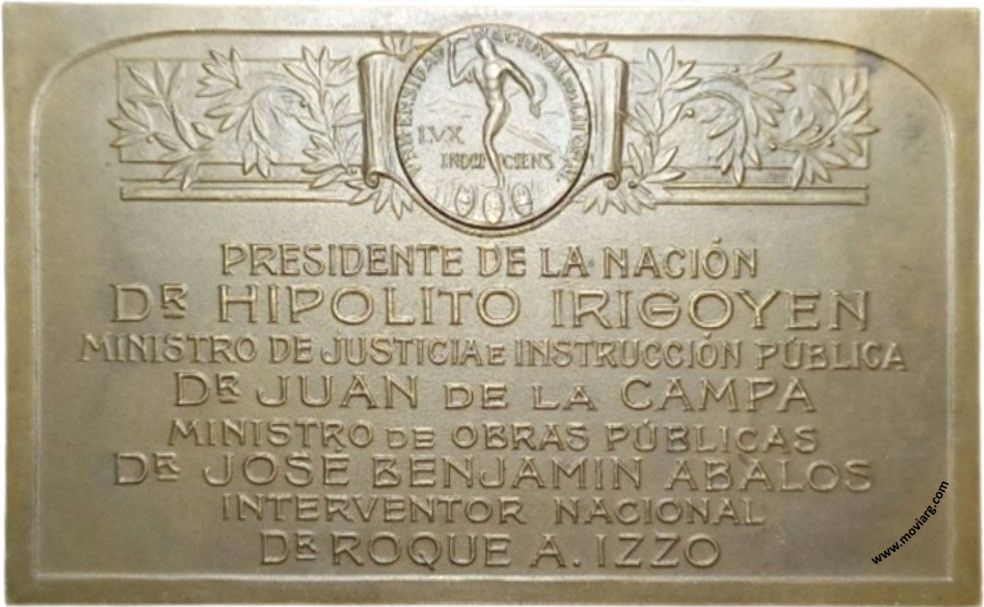 UNIVERSIDAD NACIONAL DEL LITORAL
LVX
INDEFICIENS
PRESIDENTE DE LA NACIÓN
DR HIPOLITO IRIGOYEN
MINISTRO DE JUSTICIA E INSTRUCCIÓN PÚBLICA
DR JUAN DE LA CAMPA
MINISTRO DE OBRAS PÚBLICAS
DR JOSÉ BENJAMIN ABALOS
INTERVENTOR NACIONAL
DR ROQUE A. IZZO
www.moviarg.com